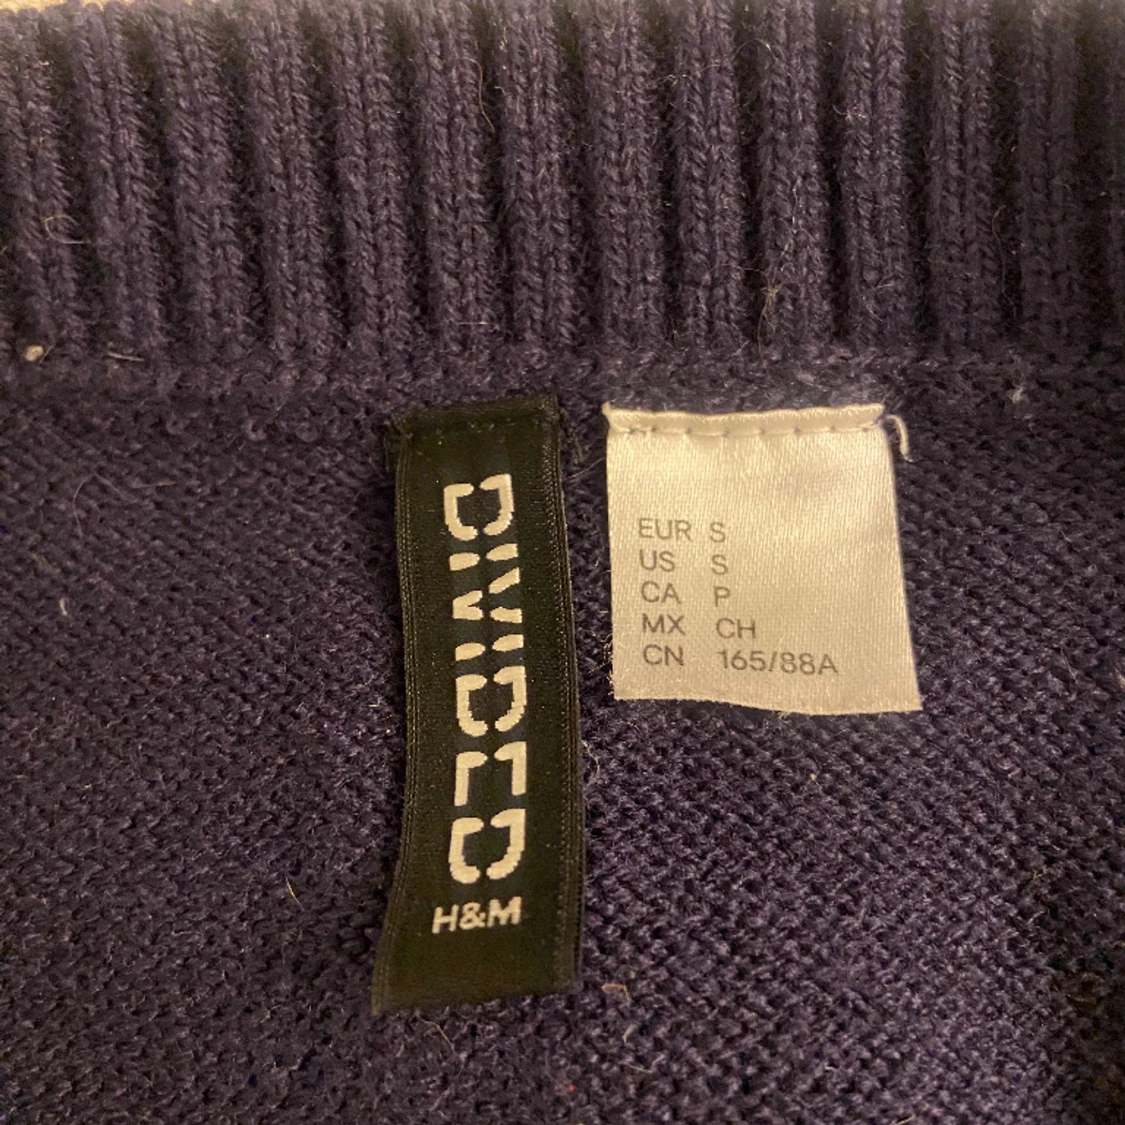 DIVIDED
H&M
EUR S
US S
CA P
MX CH
CN 165/88A